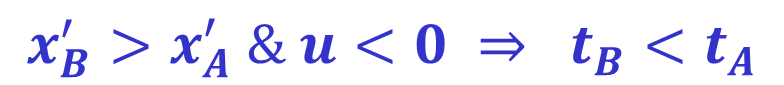 x′_B > x′_A & u < 0 ⇒ t_B < t_A